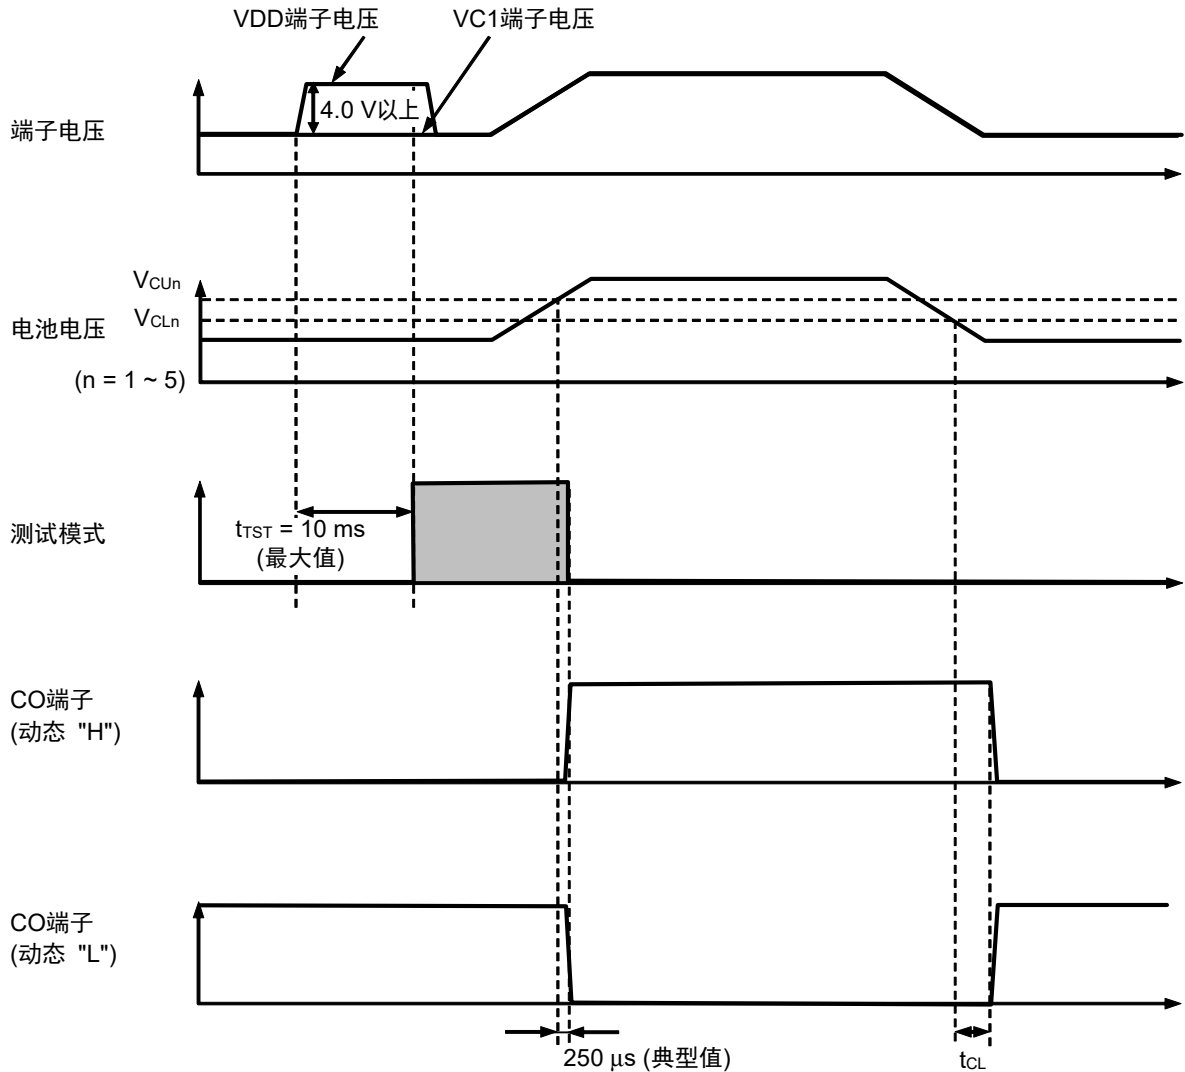 VDD端子电压
VC1端子电压
4.0 V以上
端子电压
VCUn
VCLn
电池电压
(n = 1 ~ 5)
测试模式
tTST = 10 ms
(最大值)
CO端子
(动态 "H")
CO端子
(动态 "L")
250 μs (典型值)
tCL